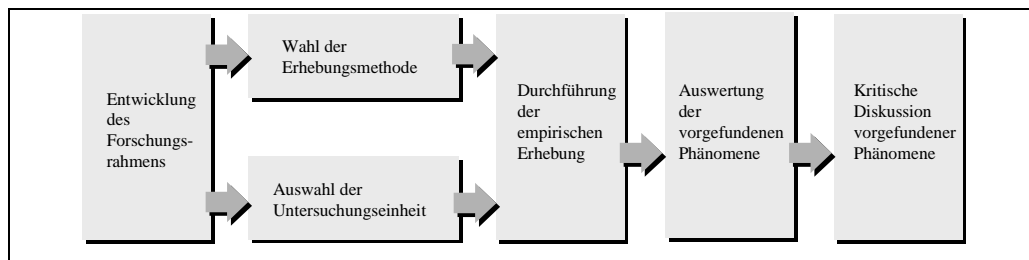 Entwicklung
des
Forschungs-
rahmens
Wahl der
Erhebungsmethode
Auswahl der
Untersuchungseinheit
Durchführung
der
empirischen
Erhebung
Auswertung
der
vorgefundenen
Phänomene
Kritische
Diskussion
vorgefundener
Phänomene